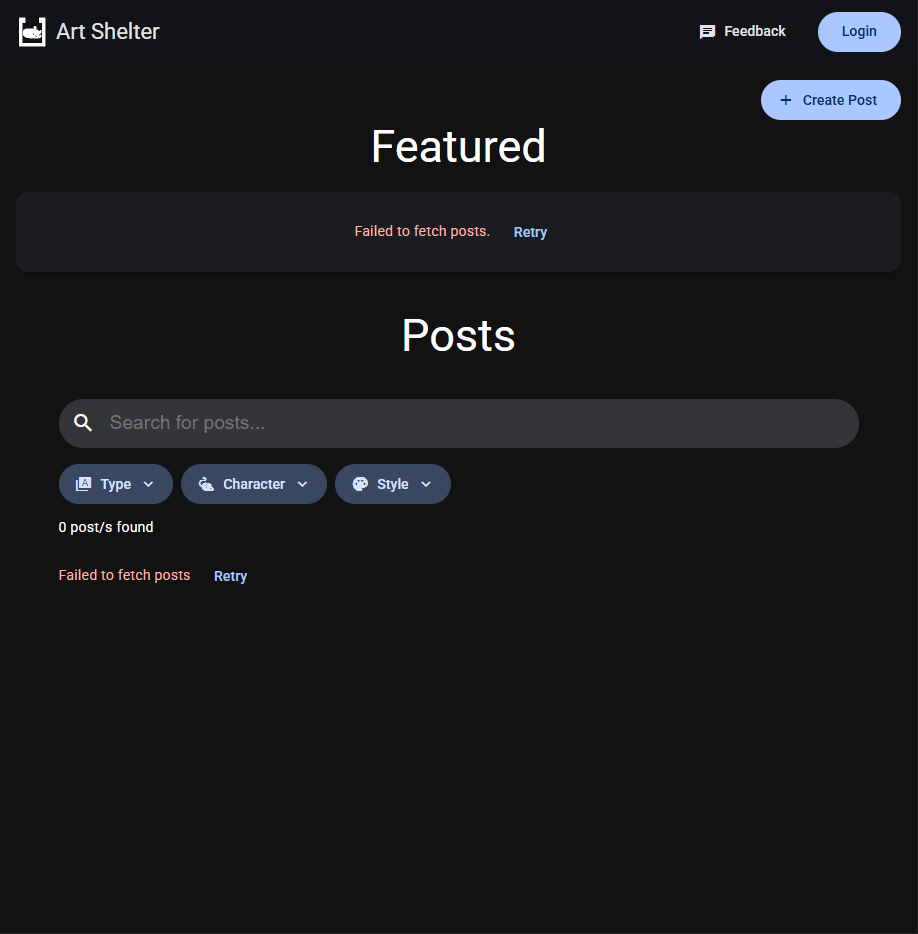 Art Shelter
Feedback
Login
+ Create Post
Featured
Failed to fetch posts. Retry
Posts
Search for posts...
Type
Character
Style
0 post/s found
Failed to fetch posts Retry